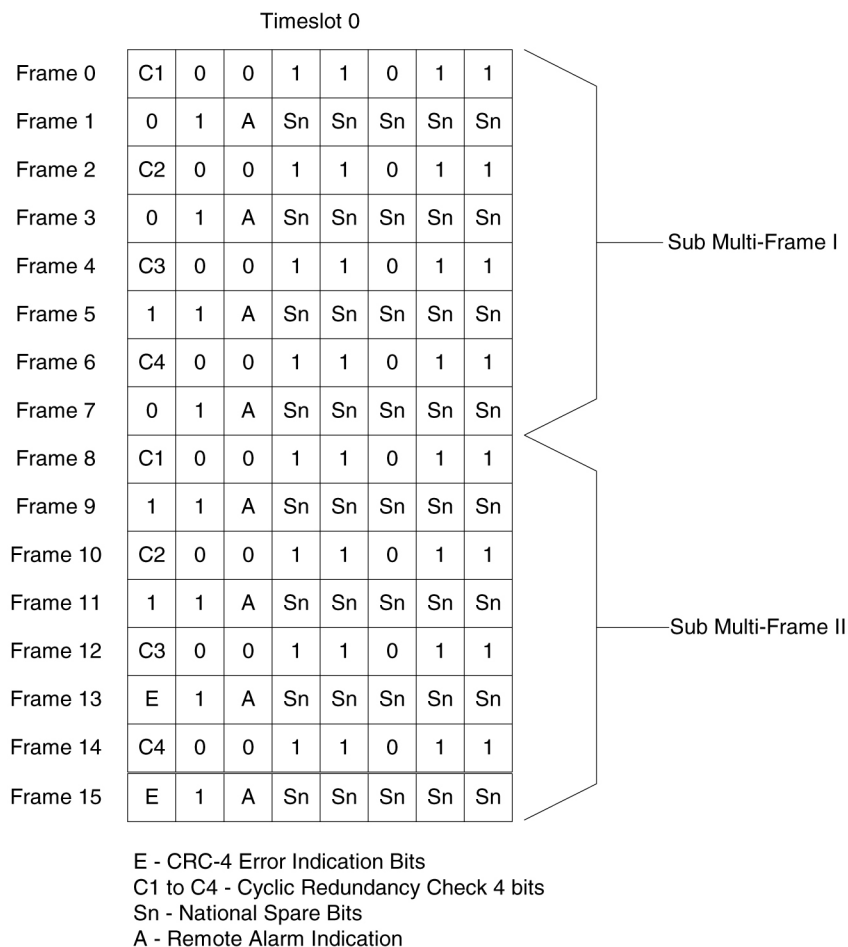 Timeslot 0
Frame 0 C1 0 0 1 1 0 1 1
Frame 1 0 1 A Sn Sn Sn Sn Sn
Frame 2 C2 0 0 1 1 0 1 1
Frame 3 0 1 A Sn Sn Sn Sn Sn
Sub Multi-Frame I
Frame 4 C3 0 0 1 1 0 1 1
Frame 5 1 1 A Sn Sn Sn Sn Sn
Frame 6 C4 0 0 1 1 0 1 1
Frame 7 0 1 A Sn Sn Sn Sn Sn
Frame 8 C1 0 0 1 1 0 1 1
Frame 9 1 1 A Sn Sn Sn Sn Sn
Frame 10 C2 0 0 1 1 0 1 1
Frame 11 1 1 A Sn Sn Sn Sn Sn
Sub Multi-Frame II
Frame 12 C3 0 0 1 1 0 1 1
Frame 13 E 1 A Sn Sn Sn Sn Sn
Frame 14 C4 0 0 1 1 0 1 1
Frame 15 E 1 A Sn Sn Sn Sn Sn
E - CRC-4 Error Indication Bits
C1 to C4 - Cyclic Redundancy Check 4 bits
Sn - National Spare Bits
A - Remote Alarm Indication